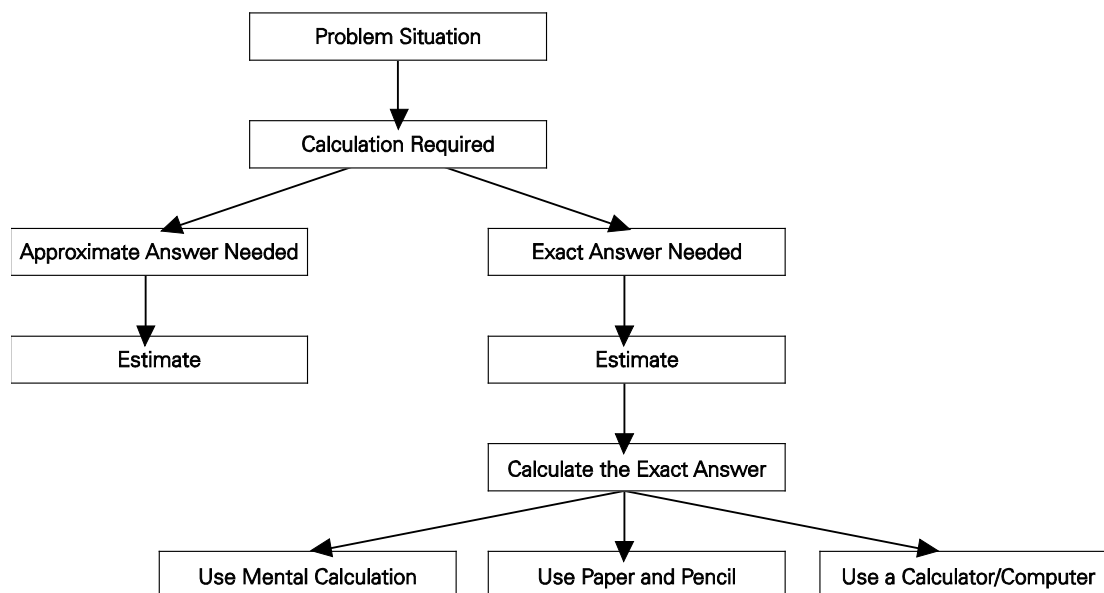 Problem Situation
Calculation Required
Approximate Answer Needed
Exact Answer Needed
Estimate
Estimate
Calculate the Exact Answer
Use Mental Calculation
Use Paper and Pencil
Use a Calculator/Computer